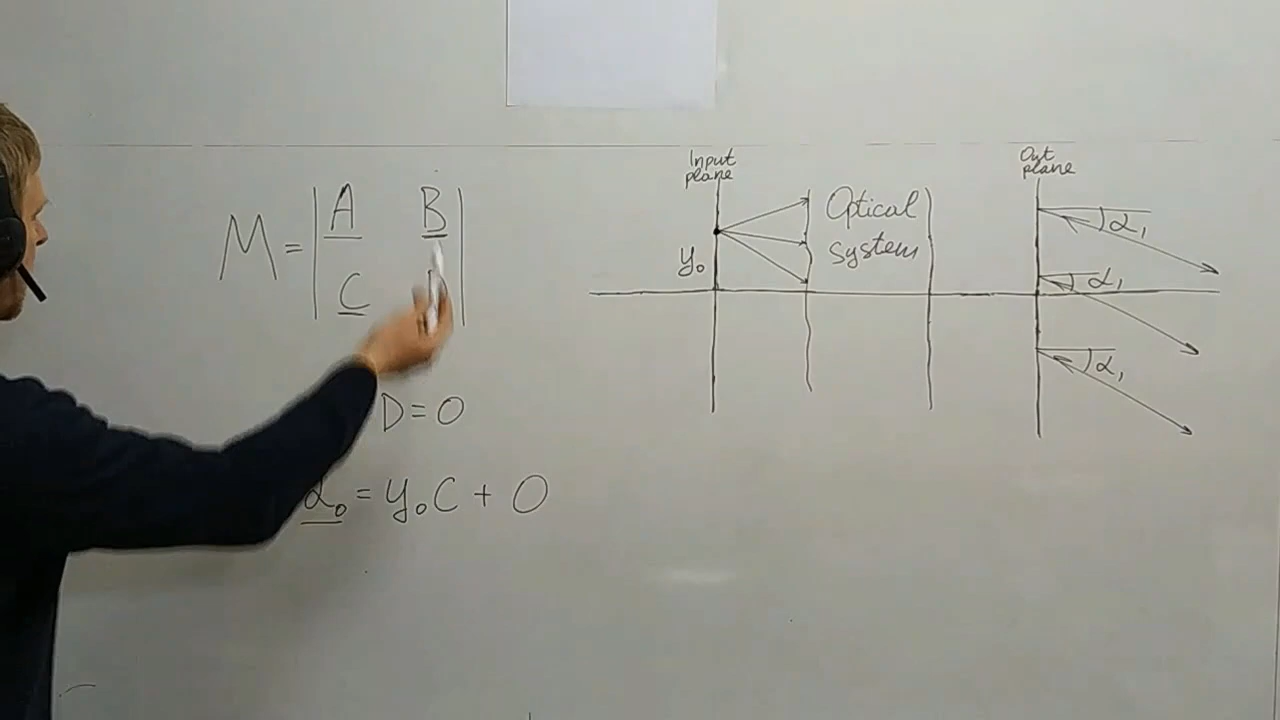 M = | A B |
C
D = 0
α₀ = y₀C + 0
Input
plane
y₀
Optical
system
Out
plane
α₁
α₁
α₁